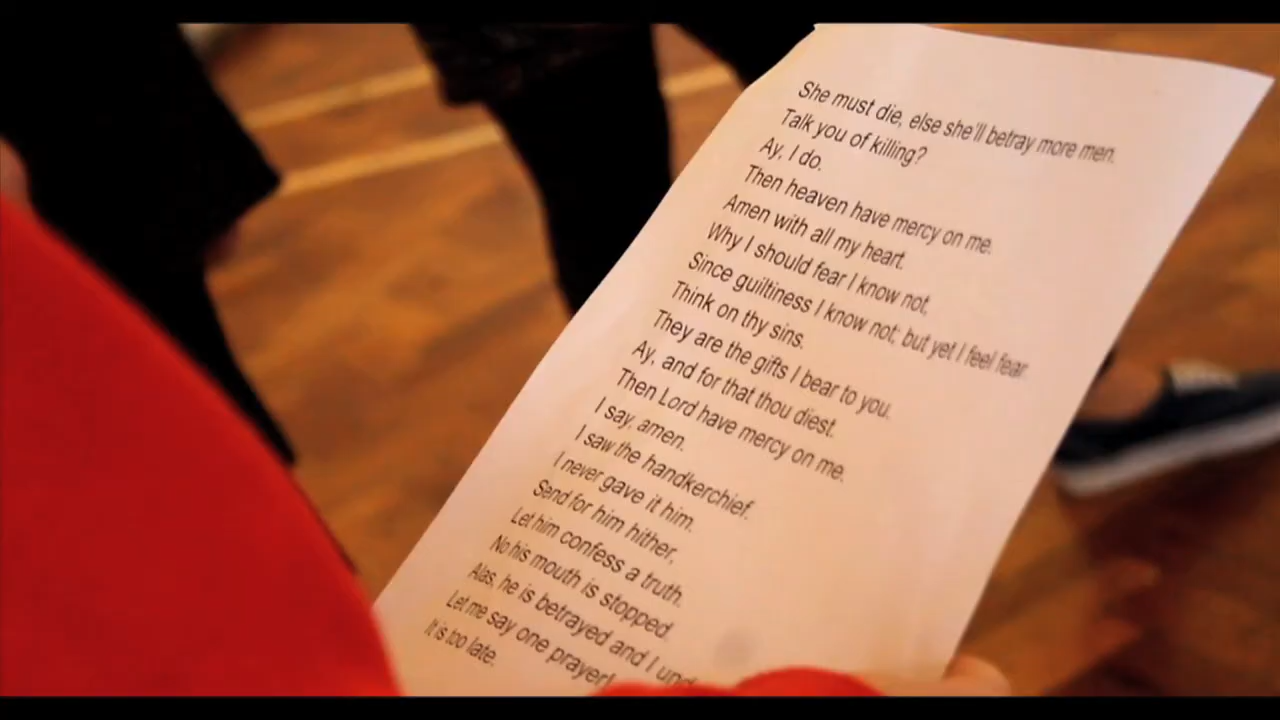 She must die, else she'll betray more men.
Talk you of killing?
Ay, I do.
Then heaven have mercy on me.
Amen with all my heart.
Why I should fear I know not,
Since guiltiness I know not; but yet I feel fear.
Think on thy sins.
They are the gifts I bear to you.
Ay, and for that thou diest.
Then Lord have mercy on me.
I say, amen.
I saw the handkerchief.
I never gave it him.
Send for him hither,
Let him confess a truth.
No his mouth is stopped.
Alas, he is betrayed and I
Let me say one prayer!
It is too late.